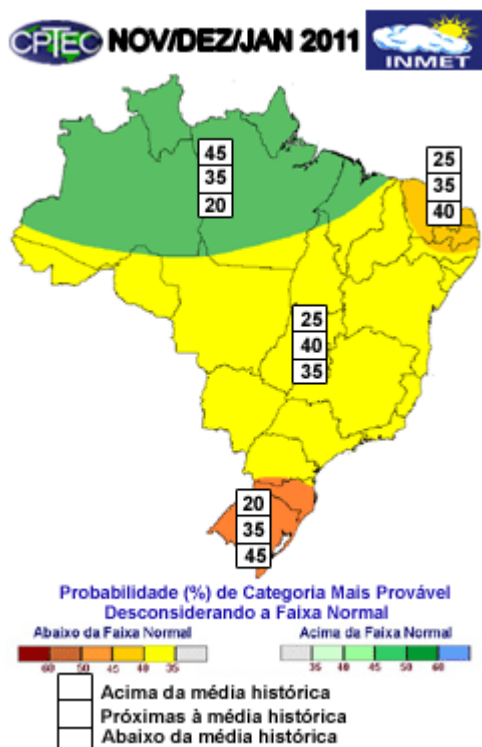 CPTEC NOV/DEZ/JAN 2011 INMET
45
35
20
25
35
40
25
40
35
20
35
45
Probabilidade (%) de Categoria Mais Provável
Desconsiderando a Faixa Normal
Abaixo da Faixa Normal Acima da Faixa Normal
60 50 45 40 35 35 40 45 50 60
Acima da média histórica
Próximas à média histórica
Abaixo da média histórica